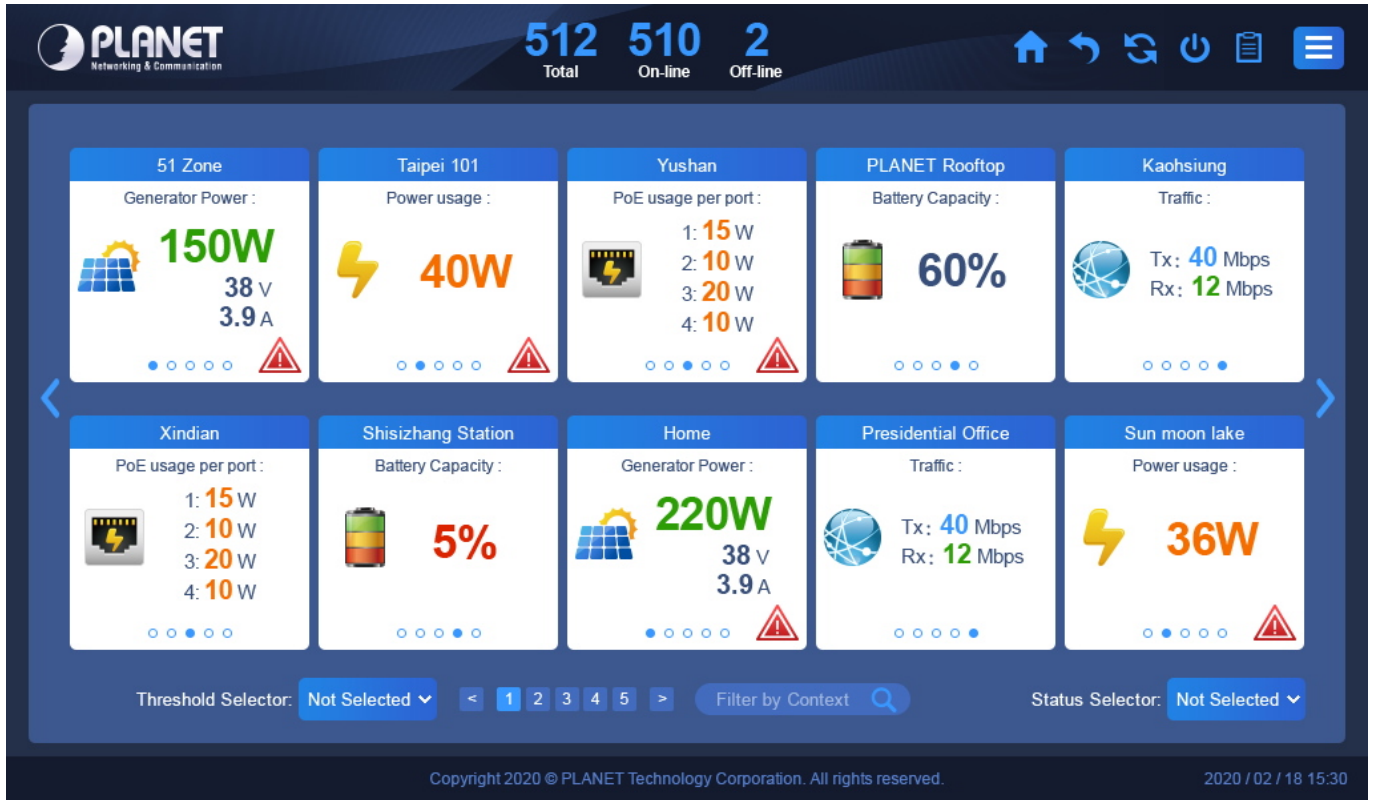 PLANET
Networking & Communication
512 510 2
Total On-line Off-line
51 Zone
Generator Power :
150W
38 V
3.9 A
Taipei 101
Power usage :
40W
Yushan
PoE usage per port :
1: 15 W
2: 10 W
3: 20 W
4: 10 W
PLANET Rooftop
Battery Capacity :
60%
Kaohsiung
Traffic :
Tx: 40 Mbps
Rx: 12 Mbps
Xindian
PoE usage per port :
1: 15 W
2: 10 W
3: 20 W
4: 10 W
Shisizhang Station
Battery Capacity :
5%
Home
Generator Power :
220W
38 V
3.9 A
Presidential Office
Traffic :
Tx: 40 Mbps
Rx: 12 Mbps
Sun moon lake
Power usage :
36W
Threshold Selector: Not Selected < 1 2 3 4 5 > Filter by Context Status Selector: Not Selected
Copyright 2020 © PLANET Technology Corporation. All rights reserved. 2020 / 02 / 18 15:30